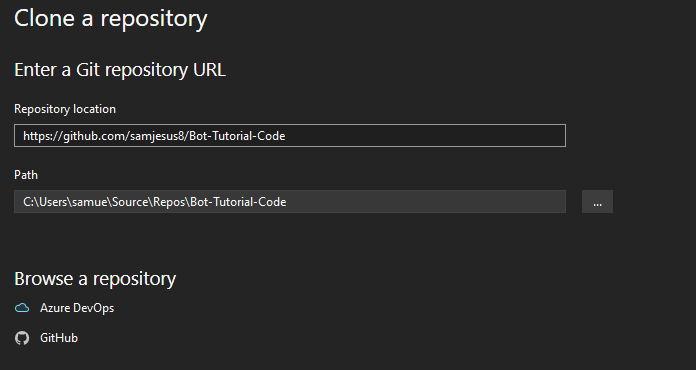 Clone a repository
Enter a Git repository URL
Repository location
https://github.com/samjesus8/Bot-Tutorial-Code
Path
C:\Users\samue\Source\Repos\Bot-Tutorial-Code
...
Browse a repository
Azure DevOps
GitHub